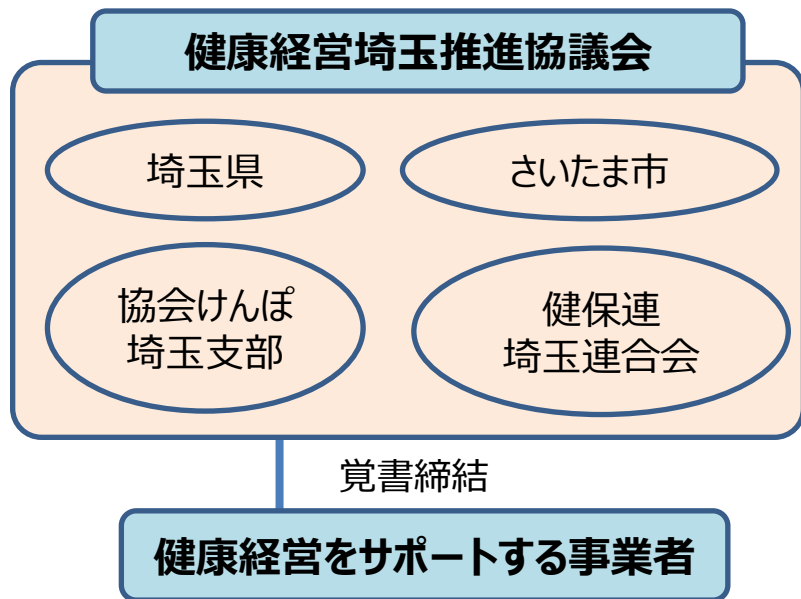 健康経営埼玉推進協議会
埼玉県
さいたま市
協会けんぽ
埼玉支部
健保連
埼玉連合会
覚書締結
健康経営をサポートする事業者